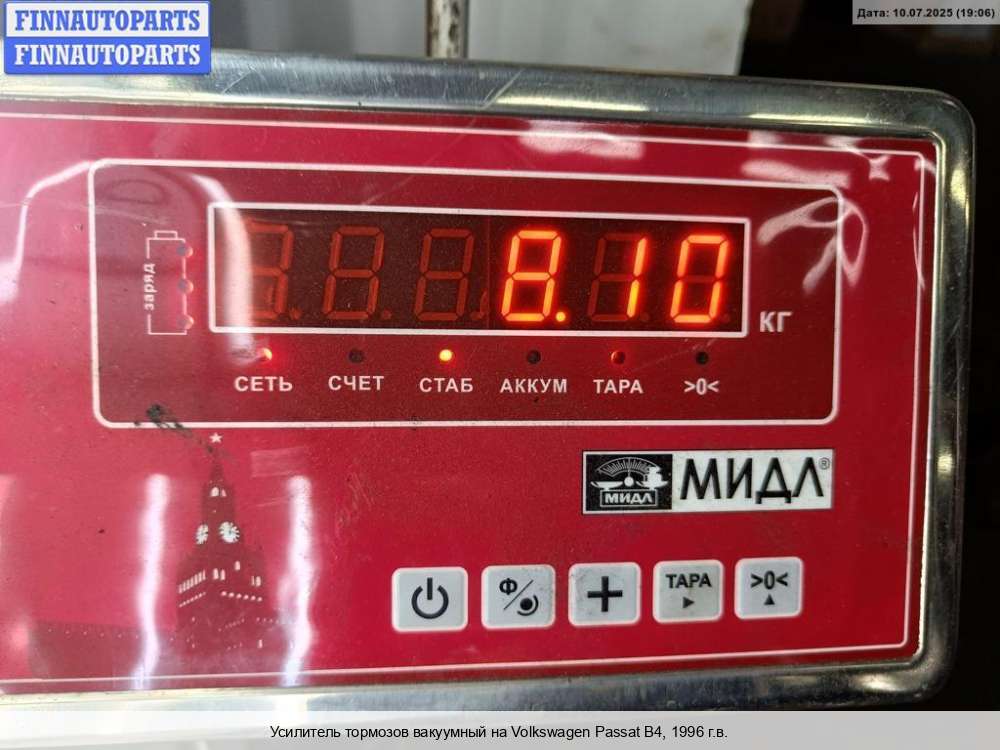 FINNAUTOPARTS
FINNAUTOPARTS
Дата: 10.07.2025 (19:06)
заряд
8.10
КГ
СЕТЬ СЧЕТ СТАБ АККУМ ТАРА >0<
МИДЛ МИДЛ®
Ф ТАРА >0<
Усилитель тормозов вакуумный на Volkswagen Passat B4, 1996 г.в.